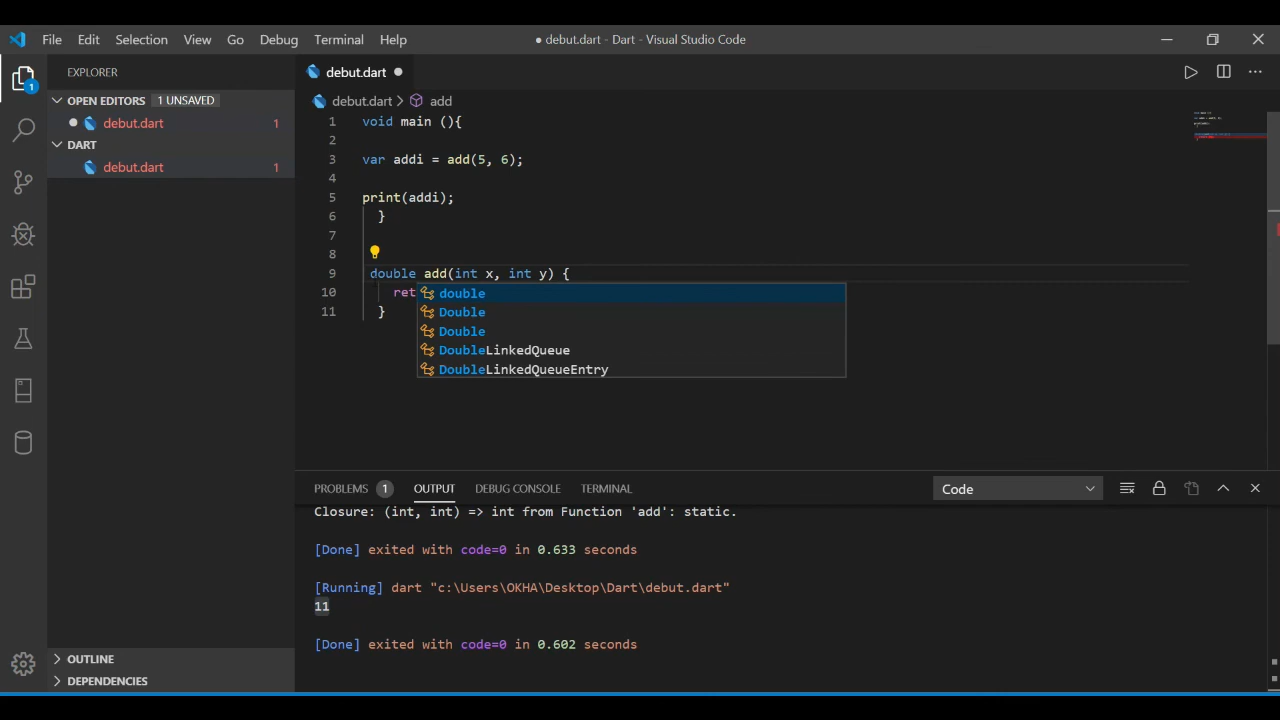 File Edit Selection View Go Debug Terminal Help ● debut.dart - Dart - Visual Studio Code
EXPLORER
debut.dart
OPEN EDITORS 1 UNSAVED
debut.dart 1
DART
debut.dart 1
1
debut.dart > add
1 void main (){
2
3 var addi = add(5, 6);
4
5 print(addi);
6 }
7
8
9 double add(int x, int y) {
10 ret
11 }
double
Double
Double
DoubleLinkedQueue
DoubleLinkedQueueEntry
PROBLEMS 1 OUTPUT DEBUG CONSOLE TERMINAL Code
Closure: (int, int) => int from Function 'add': static.
[Done] exited with code=0 in 0.633 seconds
[Running] dart "c:\Users\OKHA\Desktop\Dart\debut.dart"
11
[Done] exited with code=0 in 0.602 seconds
OUTLINE
DEPENDENCIES